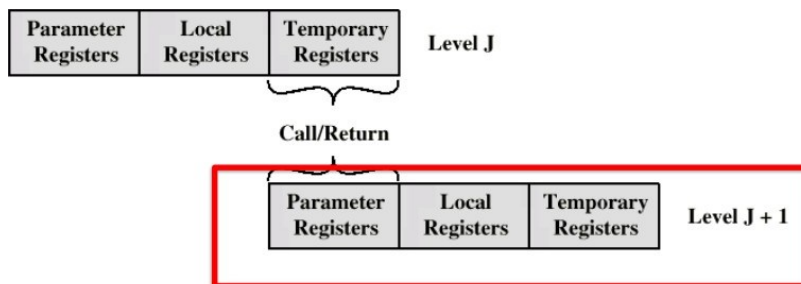 Parameter Registers
Local Registers
Temporary Registers
Level J
Call/Return
Parameter Registers
Local Registers
Temporary Registers
Level J + 1